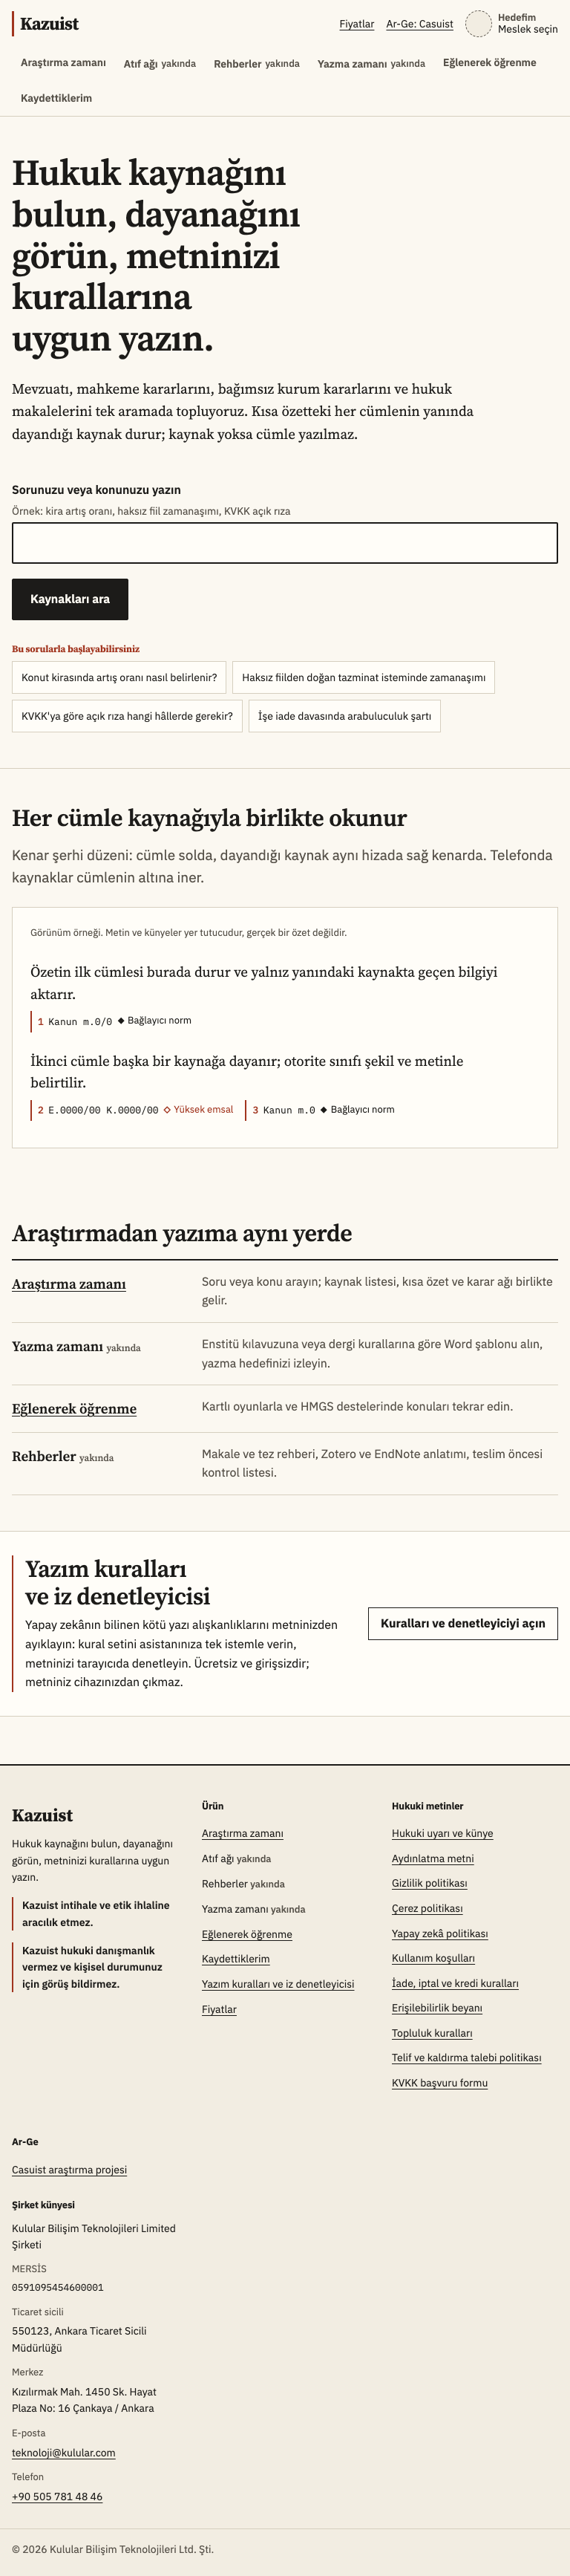 Kazuist
Fiyatlar Ar-Ge: Casuist Hedefim
Meslek seçin
Araştırma zamanı Atıf ağı yakında Rehberler yakında Yazma zamanı yakında Eğlenerek öğrenme
Kaydettiklerim
Hukuk kaynağını
bulun, dayanağını
görün, metninizi
kurallarına
uygun yazın.
Mevzuatı, mahkeme kararlarını, bağımsız kurum kararlarını ve hukuk
makalelerini tek aramada topluyoruz. Kısa özetteki her cümlenin yanında
dayandığı kaynak durur; kaynak yoksa cümle yazılmaz.
Sorunuzu veya konunuzu yazın
Örnek: kira artış oranı, haksız fiil zamanaşımı, KVKK açık rıza
Kaynakları ara
Bu sorularla başlayabilirsiniz
Konut kirasında artış oranı nasıl belirlenir? Haksız fiilden doğan tazminat isteminde zamanaşımı
KVKK'ya göre açık rıza hangi hâllerde gerekir? İşe iade davasında arabuluculuk şartı
Her cümle kaynağıyla birlikte okunur
Kenar şerhi düzeni: cümle solda, dayandığı kaynak aynı hizada sağ kenarda. Telefonda
kaynaklar cümlenin altına iner.
Görünüm örneği. Metin ve künyeler yer tutucudur, gerçek bir özet değildir.
Özetin ilk cümlesi burada durur ve yalnız yanındaki kaynakta geçen bilgiyi
aktarır.
1 Kanun m.0/0 ◆ Bağlayıcı norm
İkinci cümle başka bir kaynağa dayanır; otorite sınıfı şekil ve metinle
belirtilir.
2 E.0000/00 K.0000/00 ◇ Yüksek emsal 3 Kanun m.0 ◆ Bağlayıcı norm
Araştırmadan yazıma aynı yerde
Araştırma zamanı Soru veya konu arayın; kaynak listesi, kısa özet ve karar ağı birlikte
gelir.
Yazma zamanı yakında Enstitü kılavuzuna veya dergi kurallarına göre Word şablonu alın,
yazma hedefinizi izleyin.
Eğlenerek öğrenme Kartlı oyunlarla ve HMGS destelerinde konuları tekrar edin.
Rehberler yakında Makale ve tez rehberi, Zotero ve EndNote anlatımı, teslim öncesi
kontrol listesi.
Yazım kuralları
ve iz denetleyicisi
Yapay zekânın bilinen kötü yazı alışkanlıklarını metninizden
ayıklayın: kural setini asistanınıza tek istemle verin,
metninizi tarayıcıda denetleyin. Ücretsiz ve girişsizdir;
metniniz cihazınızdan çıkmaz.
Kuralları ve denetleyiciyi açın
Kazuist
Hukuk kaynağını bulun, dayanağını
görün, metninizi kurallarına uygun
yazın.
Kazuist intihale ve etik ihlaline
aracılık etmez.
Kazuist hukuki danışmanlık
vermez ve kişisel durumunuz
için görüş bildirmez.
Ürün
Araştırma zamanı
Atıf ağı yakında
Rehberler yakında
Yazma zamanı yakında
Eğlenerek öğrenme
Kaydettiklerim
Yazım kuralları ve iz denetleyicisi
Fiyatlar
Hukuki metinler
Hukuki uyarı ve künye
Aydınlatma metni
Gizlilik politikası
Çerez politikası
Yapay zekâ politikası
Kullanım koşulları
İade, iptal ve kredi kuralları
Erişilebilirlik beyanı
Topluluk kuralları
Telif ve kaldırma talebi politikası
KVKK başvuru formu
Ar-Ge
Casuist araştırma projesi
Şirket künyesi
Kulular Bilişim Teknolojileri Limited
Şirketi
MERSİS
0591095454600001
Ticaret sicili
550123, Ankara Ticaret Sicili
Müdürlüğü
Merkez
Kızılırmak Mah. 1450 Sk. Hayat
Plaza No: 16 Çankaya / Ankara
E-posta
teknoloji@kulular.com
Telefon
+90 505 781 48 46
© 2026 Kulular Bilişim Teknolojileri Ltd. Şti.